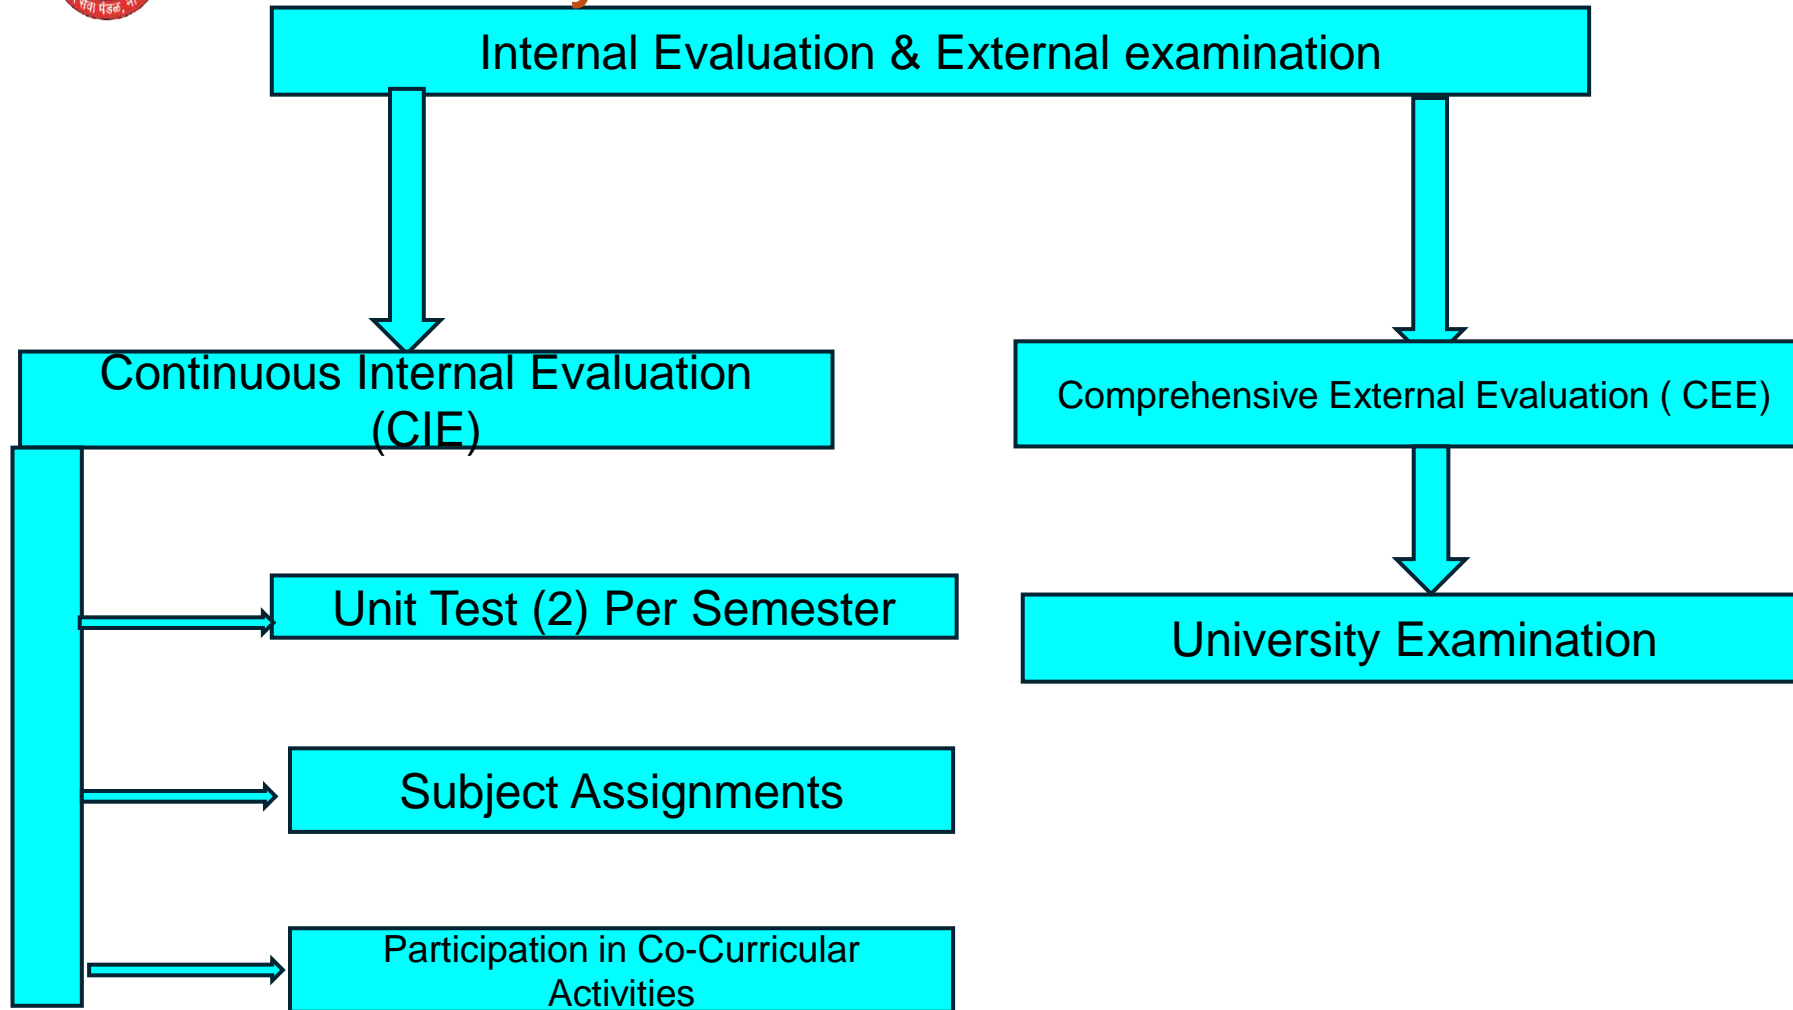 सेवा मंडळ,
Internal Evaluation & External examination
Continuous Internal Evaluation
(CIE)
Comprehensive External Evaluation ( CEE)
Unit Test (2) Per Semester
University Examination
Subject Assignments
Participation in Co-Curricular
Activities